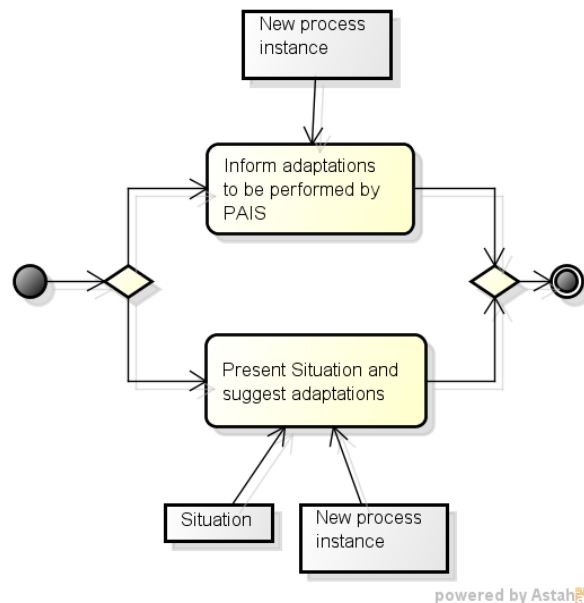 New process
instance
Inform adaptations
to be performed by
PAIS
Present Situation and
suggest adaptations
Situation
New process
instance
powered by Astah